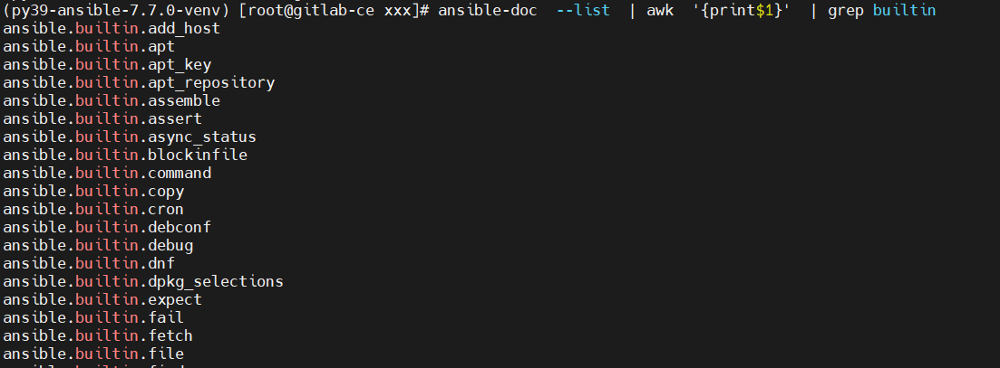 (py39-ansible-7.7.0-venv) [root@gitlab-ce xxx]# ansible-doc  --list  | awk  '{print$1}'  | grep builtin
ansible.builtin.add_host
ansible.builtin.apt
ansible.builtin.apt_key
ansible.builtin.apt_repository
ansible.builtin.assemble
ansible.builtin.assert
ansible.builtin.async_status
ansible.builtin.blockinfile
ansible.builtin.command
ansible.builtin.copy
ansible.builtin.cron
ansible.builtin.debconf
ansible.builtin.debug
ansible.builtin.dnf
ansible.builtin.dpkg_selections
ansible.builtin.expect
ansible.builtin.fail
ansible.builtin.fetch
ansible.builtin.file